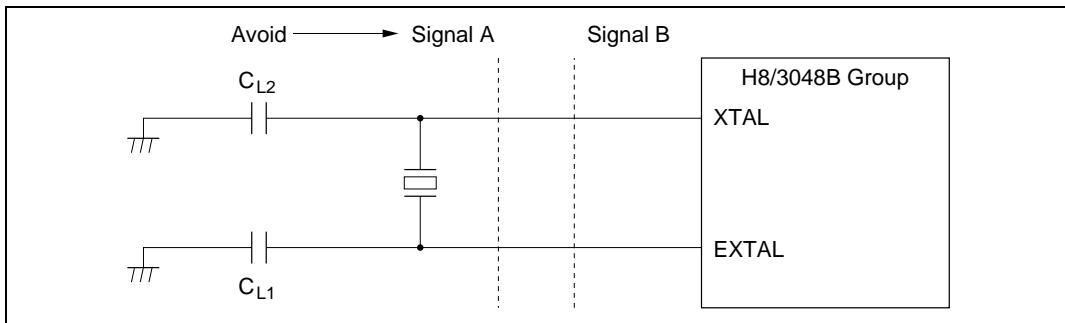 Avoid Signal A Signal B
H8/3048B Group
CL2
XTAL
EXTAL
CL1